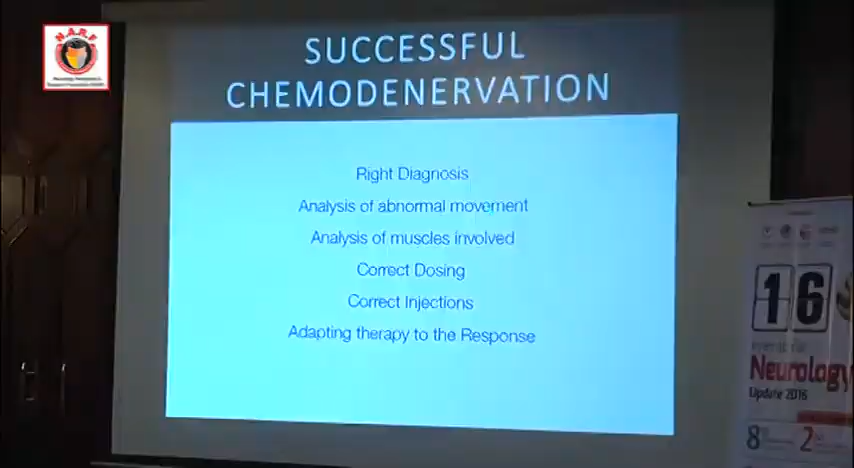 N.A.R.F
SUCCESSFUL
CHEMODENERVATION
Right Diagnosis
Analysis of abnormal movement
Analysis of muscles involved
Correct Dosing
Correct Injections
Adapting therapy to the Response
16
Neurology
Update 2016
8
2